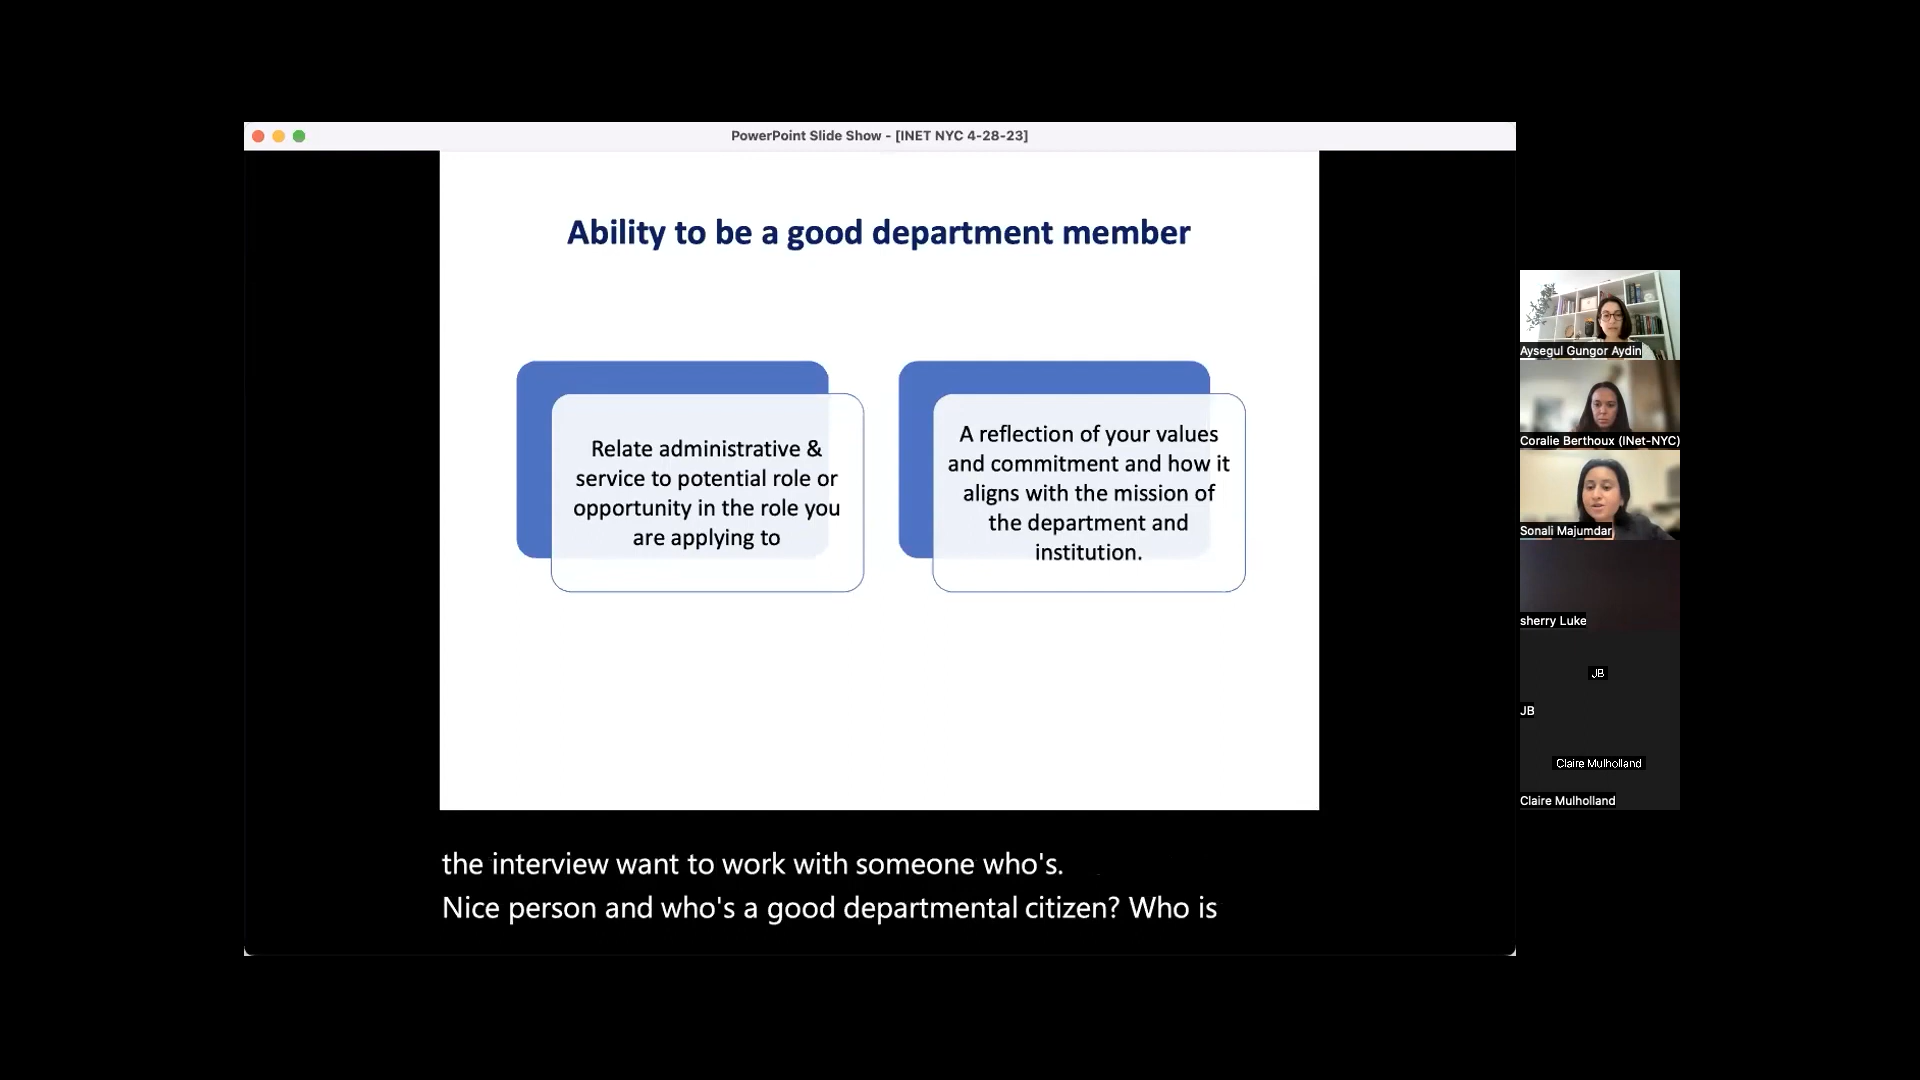 PowerPoint Slide Show - [INET NYC 4-28-23]
Ability to be a good department member
Relate administrative &
service to potential role or
opportunity in the role you
are applying to
A reflection of your values
and commitment and how it
aligns with the mission of
the department and
institution.
the interview want to work with someone who's.
Nice person and who's a good departmental citizen? Who is
Aysegul Gungor Aydin
Coralie Berthoux (INet-NYC)
Sonali Majumdar
sherry Luke
JB
JB
Claire Mulholland
Claire Mulholland